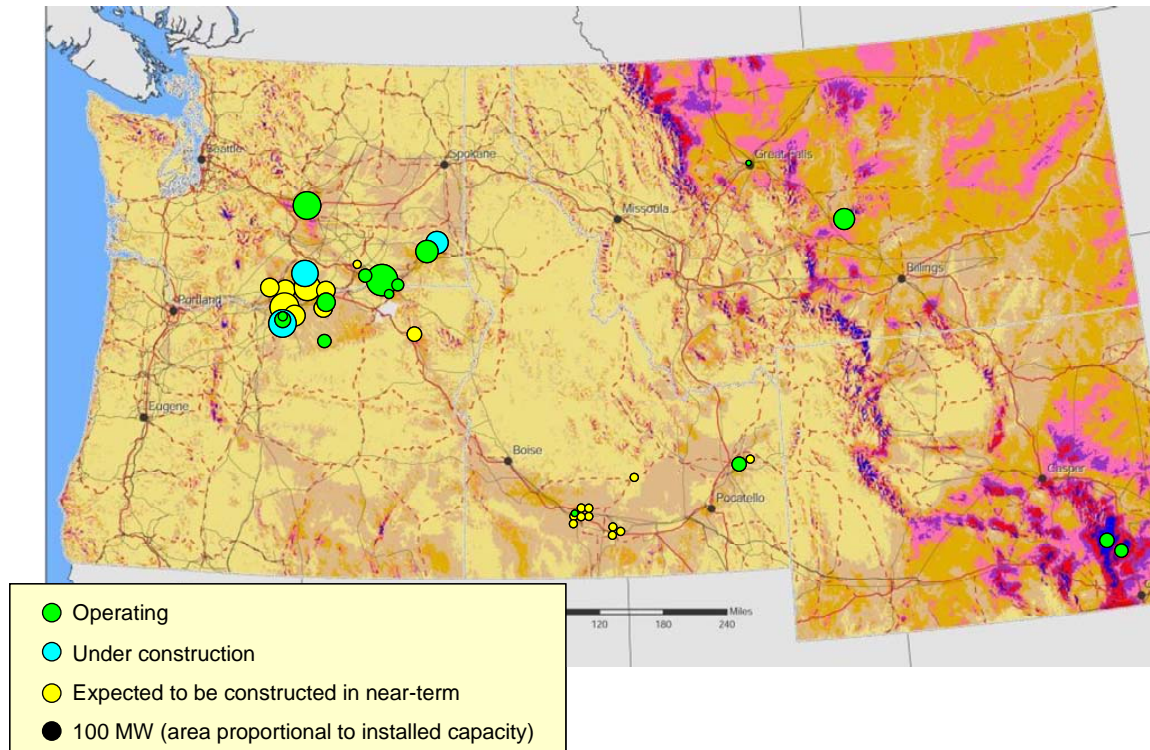 Seattle
Spokane
Great Falls
Missoula
Billings
Portland
Eugene
Boise
Casper
Pocatello
Miles
120 180 240
Operating
Under construction
Expected to be constructed in near-term
100 MW (area proportional to installed capacity)